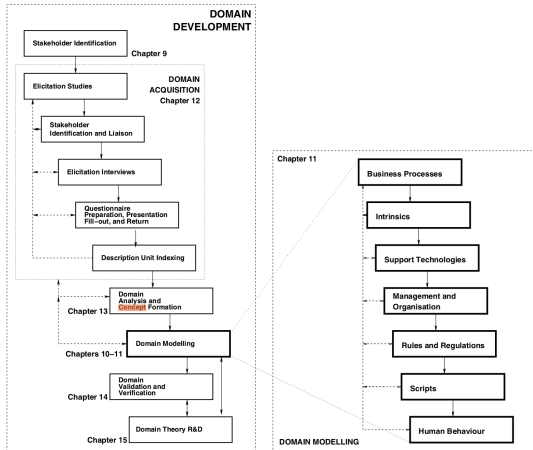 DOMAIN
DEVELOPMENT
Stakeholder Identification
Chapter 9
DOMAIN
ACQUISITION
Chapter 12
Elicitation Studies
Stakeholder
Identification and Liaison
Elicitation Interviews
Questionnaire
Preparation, Presentation
Fill−out, and Return
Description Unit Indexing
Domain
Analysis and
Concept Formation
Chapter 13
Domain Modelling
Chapters 10−11
Domain
Validation and
Verification
Chapter 14
Domain Theory R&D
Chapter 15
Chapter 11
Business Processes
Intrinsics
Support Technologies
Management and
Organisation
Rules and Regulations
Scripts
Human Behaviour
DOMAIN MODELLING